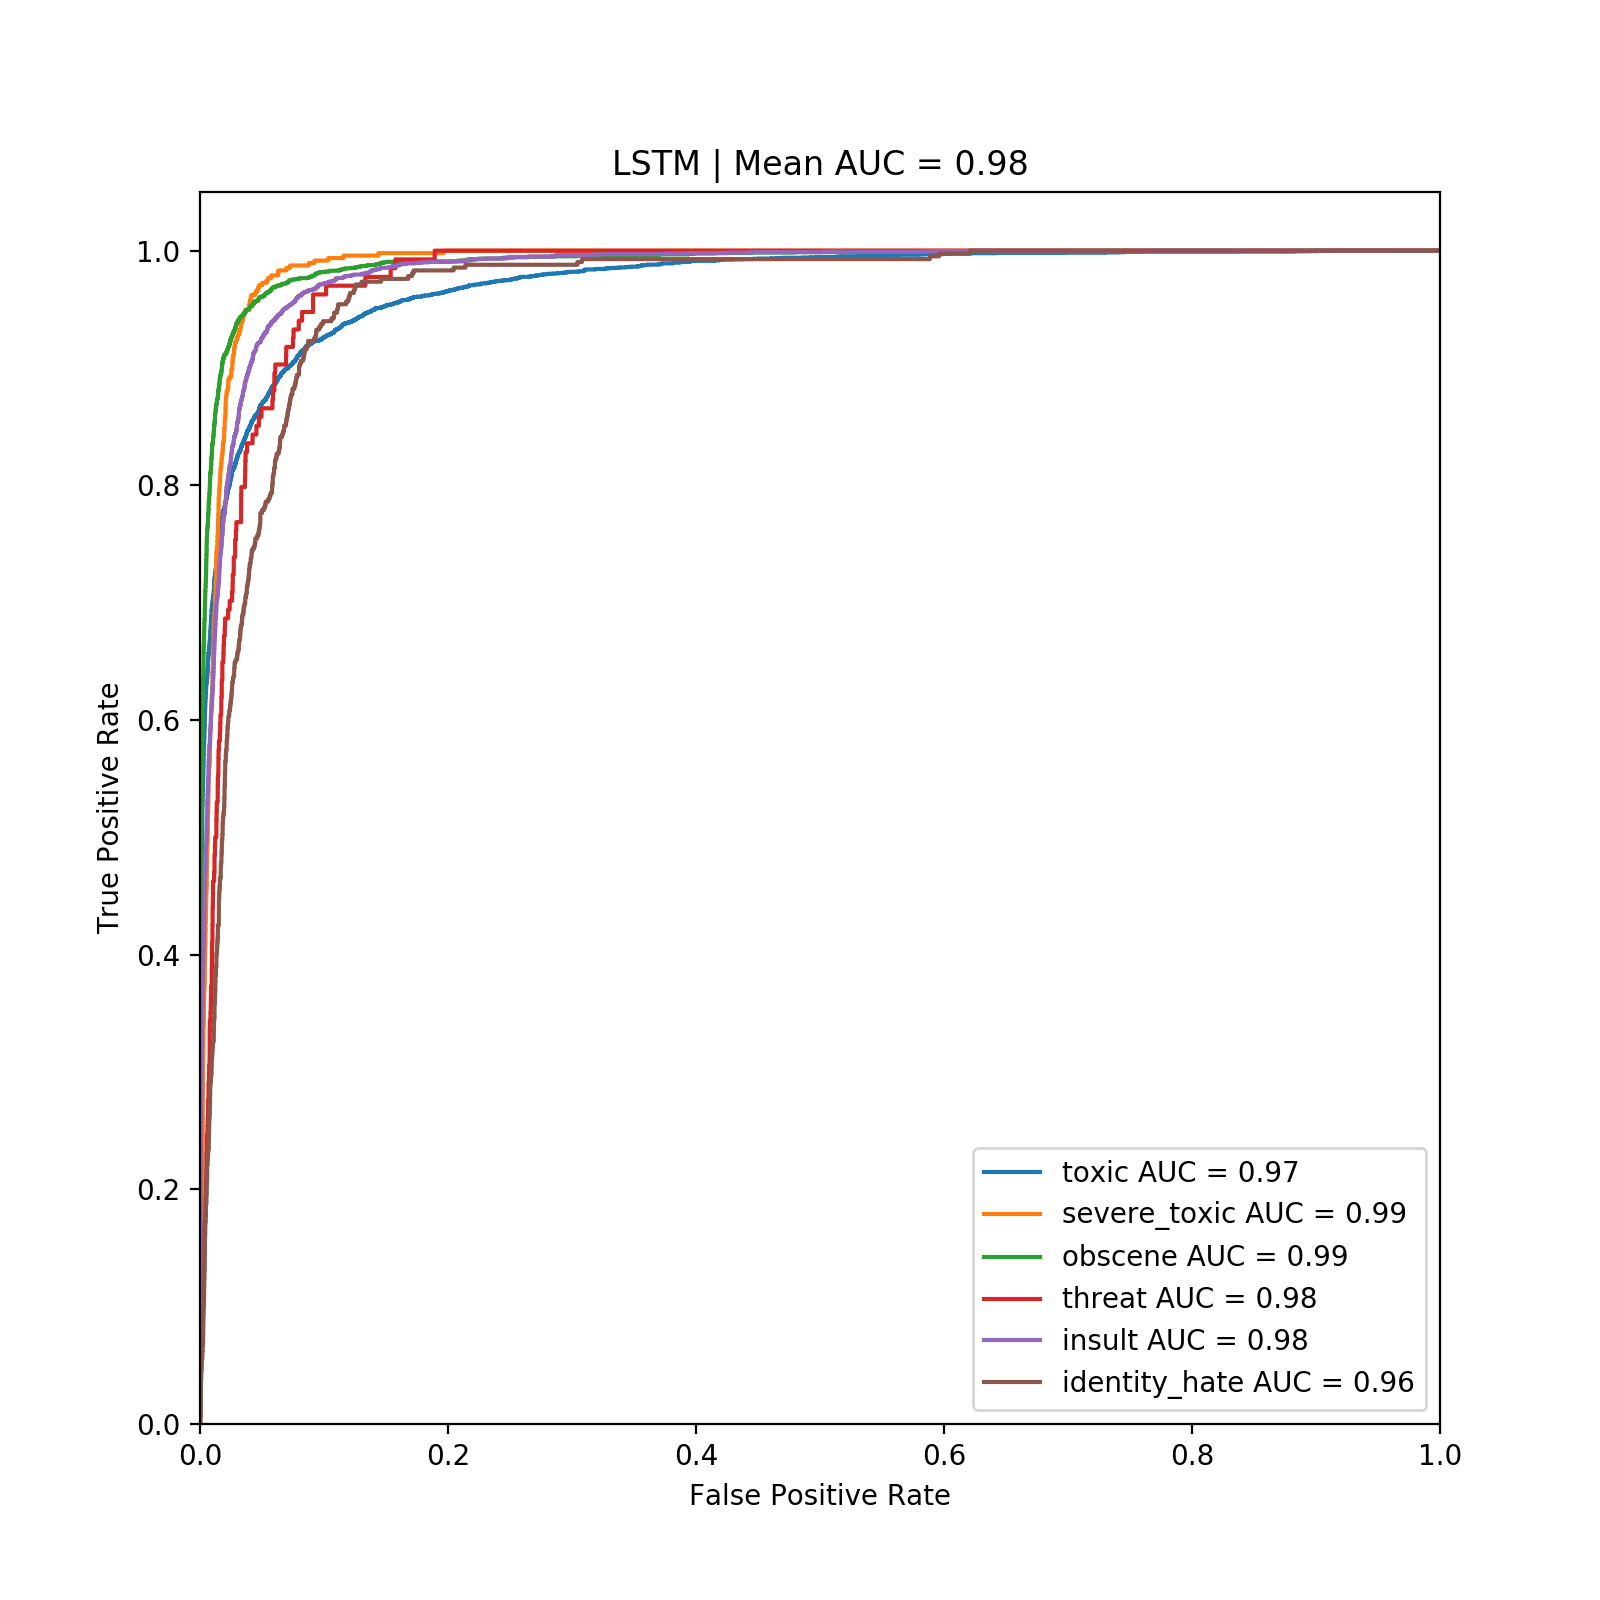 LSTM | Mean AUC = 0.98
1.0
0.8
0.6
0.4
0.2
0.0
True Positive Rate
toxic AUC = 0.97
severe_toxic AUC = 0.99
obscene AUC = 0.99
threat AUC = 0.98
insult AUC = 0.98
identity_hate AUC = 0.96
0.0 0.2 0.4 0.6 0.8 1.0
False Positive Rate